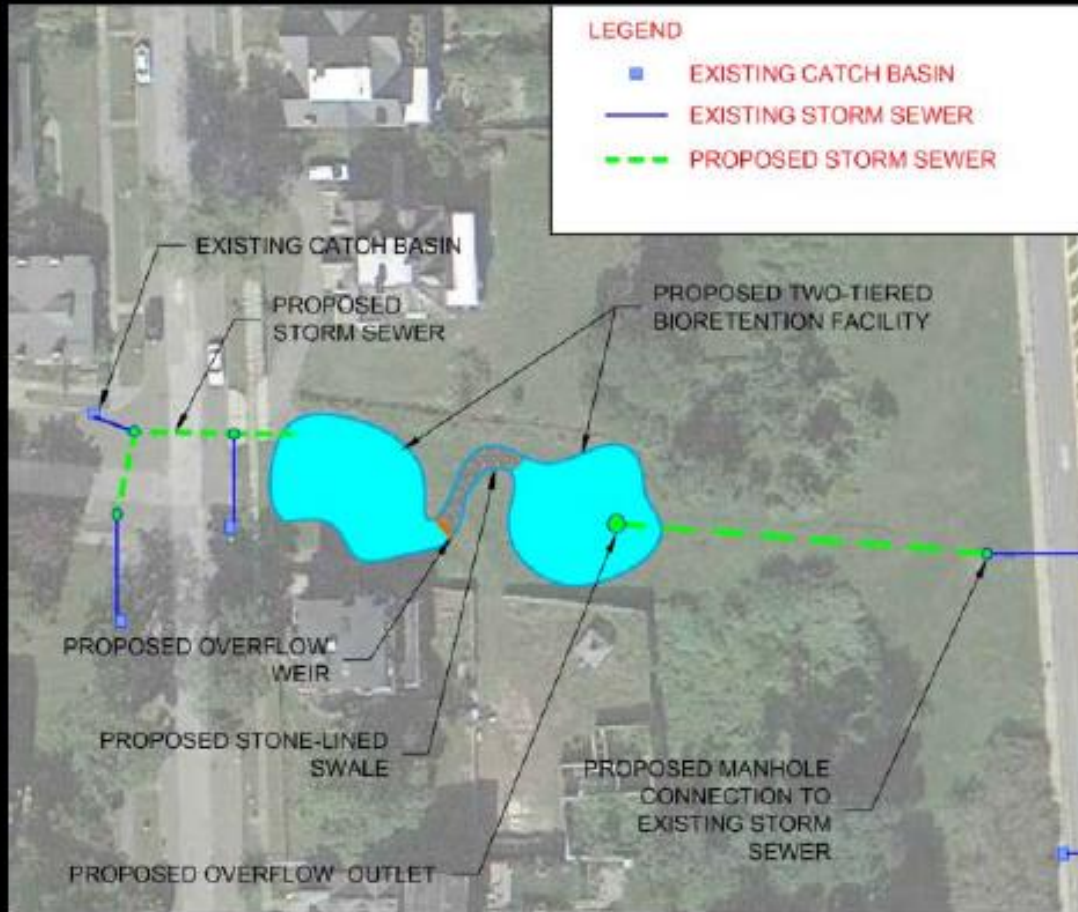 LEGEND
EXISTING CATCH BASIN
EXISTING STORM SEWER
PROPOSED STORM SEWER
EXISTING CATCH BASIN
PROPOSED
STORM SEWER
PROPOSED TWO-TIERED
BIORETENTION FACILITY
PROPOSED OVERFLOW
WEIR
PROPOSED STONE-LINED
SWALE
PROPOSED MANHOLE
CONNECTION TO
EXISTING STORM
SEWER
PROPOSED OVERFLOW OUTLET